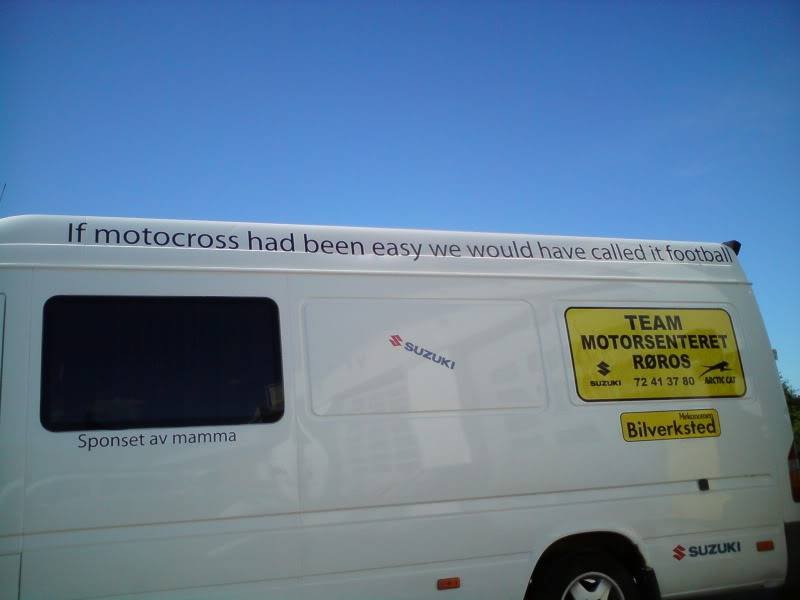 If motocross had been easy we would have called it football
SUZUKI
TEAM
MOTORSENTERET
RØROS
SUZUKI 72 41 37 80 ARCTIC CAT
Mekonomen
Bilverksted
Sponset av mamma
SUZUKI